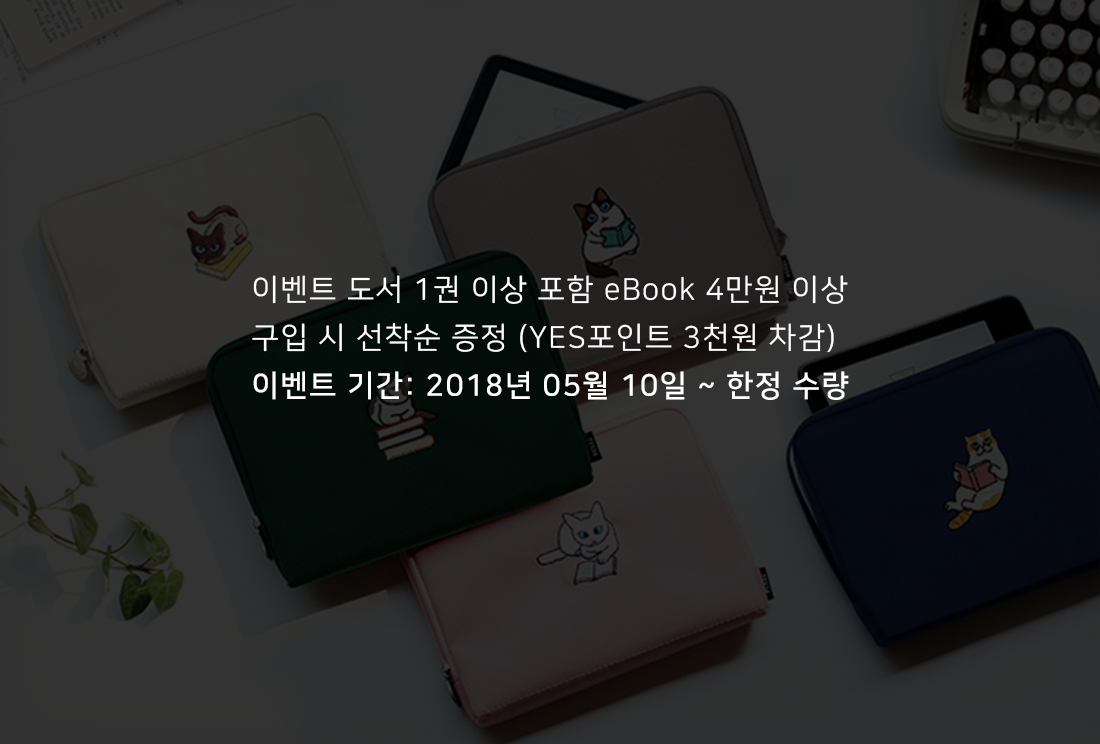 이벤트 도서 1권 이상 포함 eBook 4만원 이상
구입 시 선착순 증정 (YES포인트 3천원 차감)
이벤트 기간: 2018년 05월 10일 ~ 한정 수량